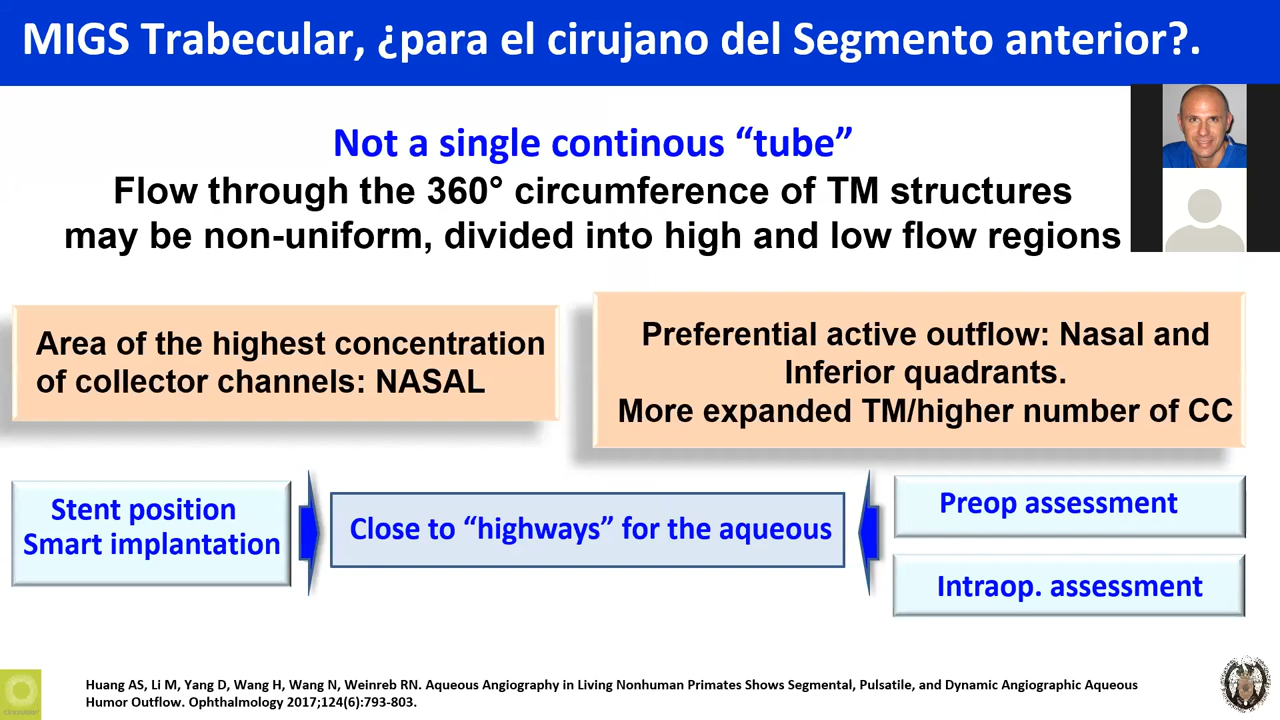 MIGS Trabecular, ¿para el cirujano del Segmento anterior?.
Not a single continous “tube”
Flow through the 360° circumference of TM structures
may be non-uniform, divided into high and low flow regions
Area of the highest concentration
of collector channels: NASAL
Preferential active outflow: Nasal and
Inferior quadrants.
More expanded TM/higher number of CC
Stent position
Smart implantation
Close to “highways” for the aqueous
Preop assessment
Intraop. assessment
Huang AS, Li M, Yang D, Wang H, Wang N, Weinreb RN. Aqueous Angiography in Living Nonhuman Primates Shows Segmental, Pulsatile, and Dynamic Angiographic Aqueous
Humor Outflow. Ophthalmology 2017;124(6):793-803.